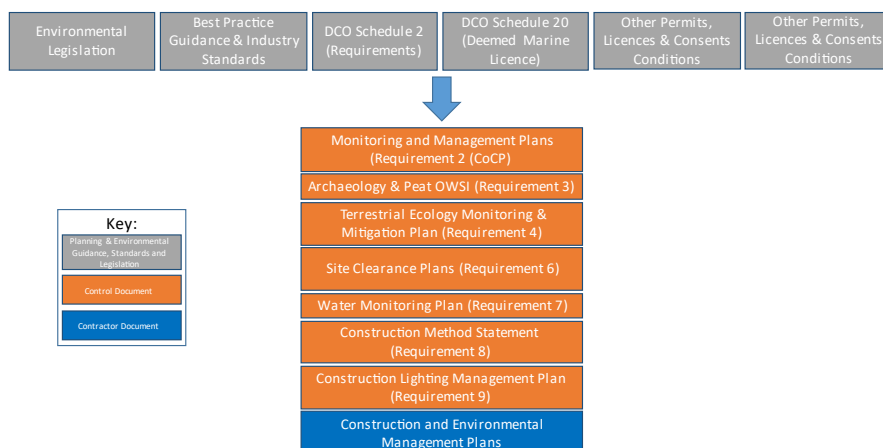 Environmental
Legislation
Best Practice
Guidance & Industry
Standards
DCO Schedule 2
(Requirements)
DCO Schedule 20
(Deemed Marine
Licence)
Other Permits,
Licences & Consents
Conditions
Other Permits,
Licences & Consents
Conditions
Monitoring and Management Plans
(Requirement 2 (CoCP)
Archaeology & Peat OWSI (Requirement 3)
Terrestrial Ecology Monitoring &
Mitigation Plan (Requirement 4)
Site Clearance Plans (Requirement 6)
Water Monitoring Plan (Requirement 7)
Construction Method Statement
(Requirement 8)
Construction Lighting Management Plan
(Requirement 9)
Construction and Environmental
Management Plans
Key:
Planning & Environmental
Guidance, Standards and
Legislation
Control Document
Contractor Document